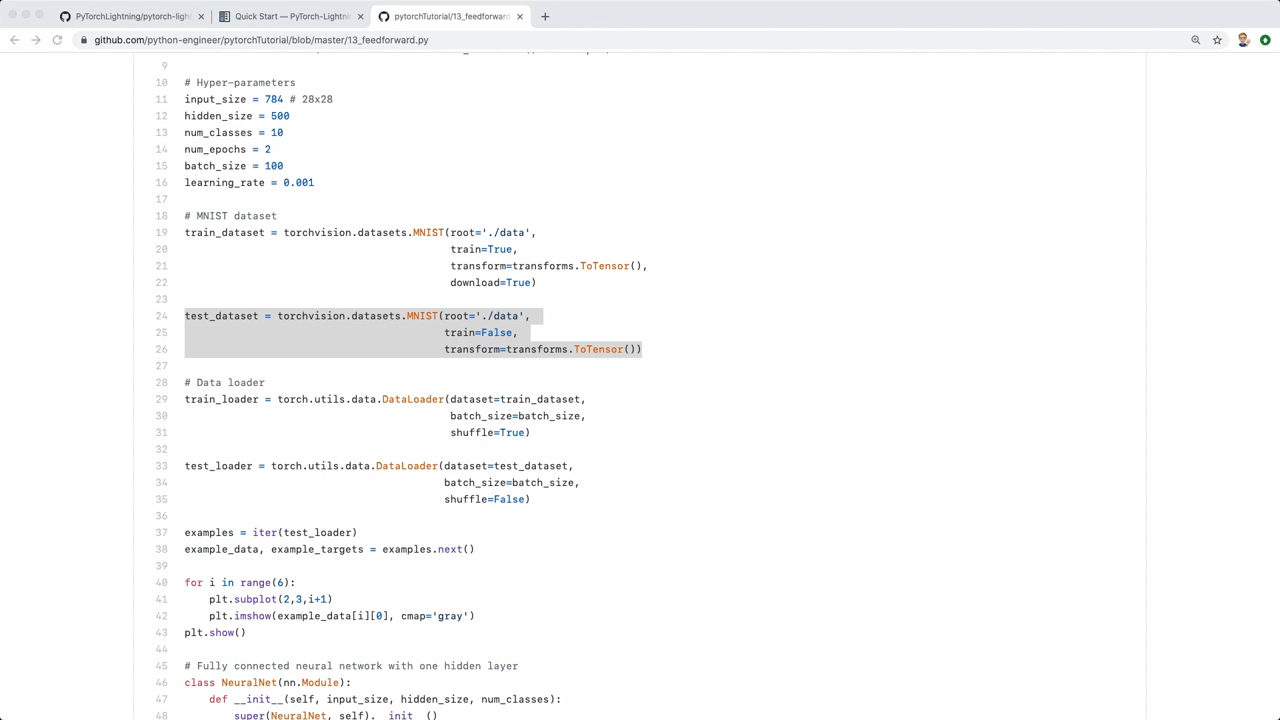 PyTorchLightning/pytorch-light
Quick Start — PyTorch-Lightni
pytorchTutorial/13_feedforward
github.com/python-engineer/pytorchTutorial/blob/master/13_feedforward.py
9
10 # Hyper-parameters
11 input_size = 784 # 28x28
12 hidden_size = 500
13 num_classes = 10
14 num_epochs = 2
15 batch_size = 100
16 learning_rate = 0.001
17
18 # MNIST dataset
19 train_dataset = torchvision.datasets.MNIST(root='./data',
20 train=True,
21 transform=transforms.ToTensor(),
22 download=True)
23
24 test_dataset = torchvision.datasets.MNIST(root='./data',
25 train=False,
26 transform=transforms.ToTensor())
27
28 # Data loader
29 train_loader = torch.utils.data.DataLoader(dataset=train_dataset,
30 batch_size=batch_size,
31 shuffle=True)
32
33 test_loader = torch.utils.data.DataLoader(dataset=test_dataset,
34 batch_size=batch_size,
35 shuffle=False)
36
37 examples = iter(test_loader)
38 example_data, example_targets = examples.next()
39
40 for i in range(6):
41 plt.subplot(2,3,i+1)
42 plt.imshow(example_data[i][0], cmap='gray')
43 plt.show()
44
45 # Fully connected neural network with one hidden layer
46 class NeuralNet(nn.Module):
47 def __init__(self, input_size, hidden_size, num_classes):
48 super(NeuralNet, self).__init__()